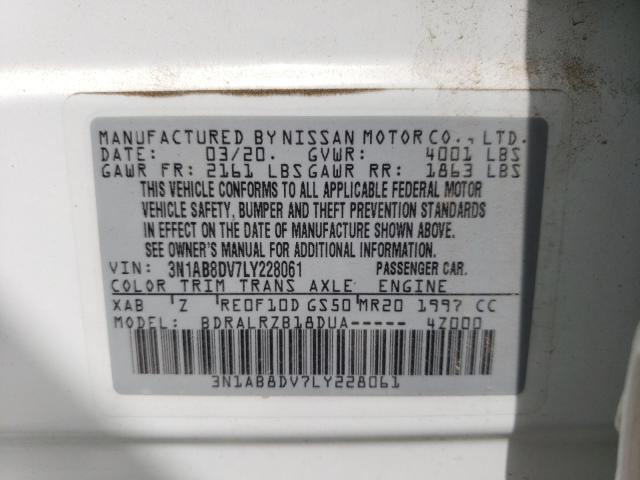 MANUFACTURED BY NISSAN MOTOR CO., LTD.
DATE: 03/20. GVWR: 4001 LBS
GAWR FR: 2161 LBS GAWR RR: 1863 LBS
THIS VEHICLE CONFORMS TO ALL APPLICABLE FEDERAL MOTOR
VEHICLE SAFETY, BUMPER AND THEFT PREVENTION STANDARDS
IN EFFECT ON THE DATE OF MANUFACTURE SHOWN ABOVE.
SEE OWNER'S MANUAL FOR ADDITIONAL INFORMATION.
VIN: 3N1AB8DV7LY228061 PASSENGER CAR.
COLOR TRIM TRANS AXLE ENGINE
XAB Z RE0F10D GS50 MR20 1997 CC
MODEL: BDRALRZB18DUA----- 4Z000
3N1AB8DV7LY228061